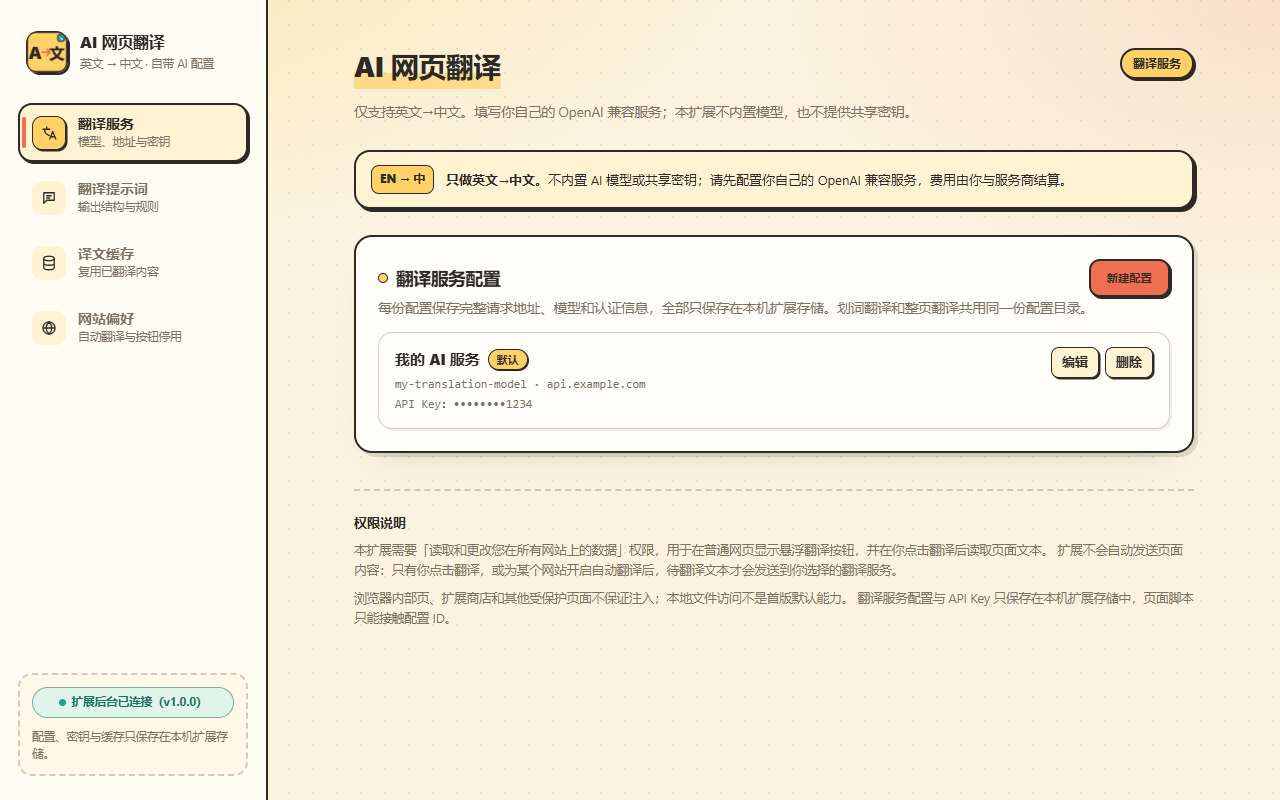 A→文
AI 网页翻译
英文 → 中文 · 自带 AI 配置
翻译服务
模型、地址与密钥
翻译提示词
输出结构与规则
译文缓存
复用已翻译内容
网站偏好
自动翻译与按钮停用
扩展后台已连接（v1.0.0）
配置、密钥与缓存只保存在本机扩展存
储。
AI 网页翻译
翻译服务
仅支持英文→中文。填写你自己的 OpenAI 兼容服务；本扩展不内置模型，也不提供共享密钥。
EN → 中
只做英文→中文。不内置 AI 模型或共享密钥；请先配置你自己的 OpenAI 兼容服务，费用由你与服务商结算。
翻译服务配置
新建配置
每份配置保存完整请求地址、模型和认证信息，全部只保存在本机扩展存储。划词翻译和整页翻译共用同一份配置目录。
我的 AI 服务 默认
编辑 删除
my-translation-model · api.example.com
API Key: ••••••••1234
权限说明
本扩展需要「读取和更改您在所有网站上的数据」权限，用于在普通网页显示悬浮翻译按钮，并在你点击翻译后读取页面文本。 扩展不会自动发送页面
内容：只有你点击翻译，或为某个网站开启自动翻译后，待翻译文本才会发送到你选择的翻译服务。
浏览器内部页、扩展商店和其他受保护页面不保证注入；本地文件访问不是首版默认能力。 翻译服务配置与 API Key 只保存在本机扩展存储中，页面脚本
只能接触配置 ID。